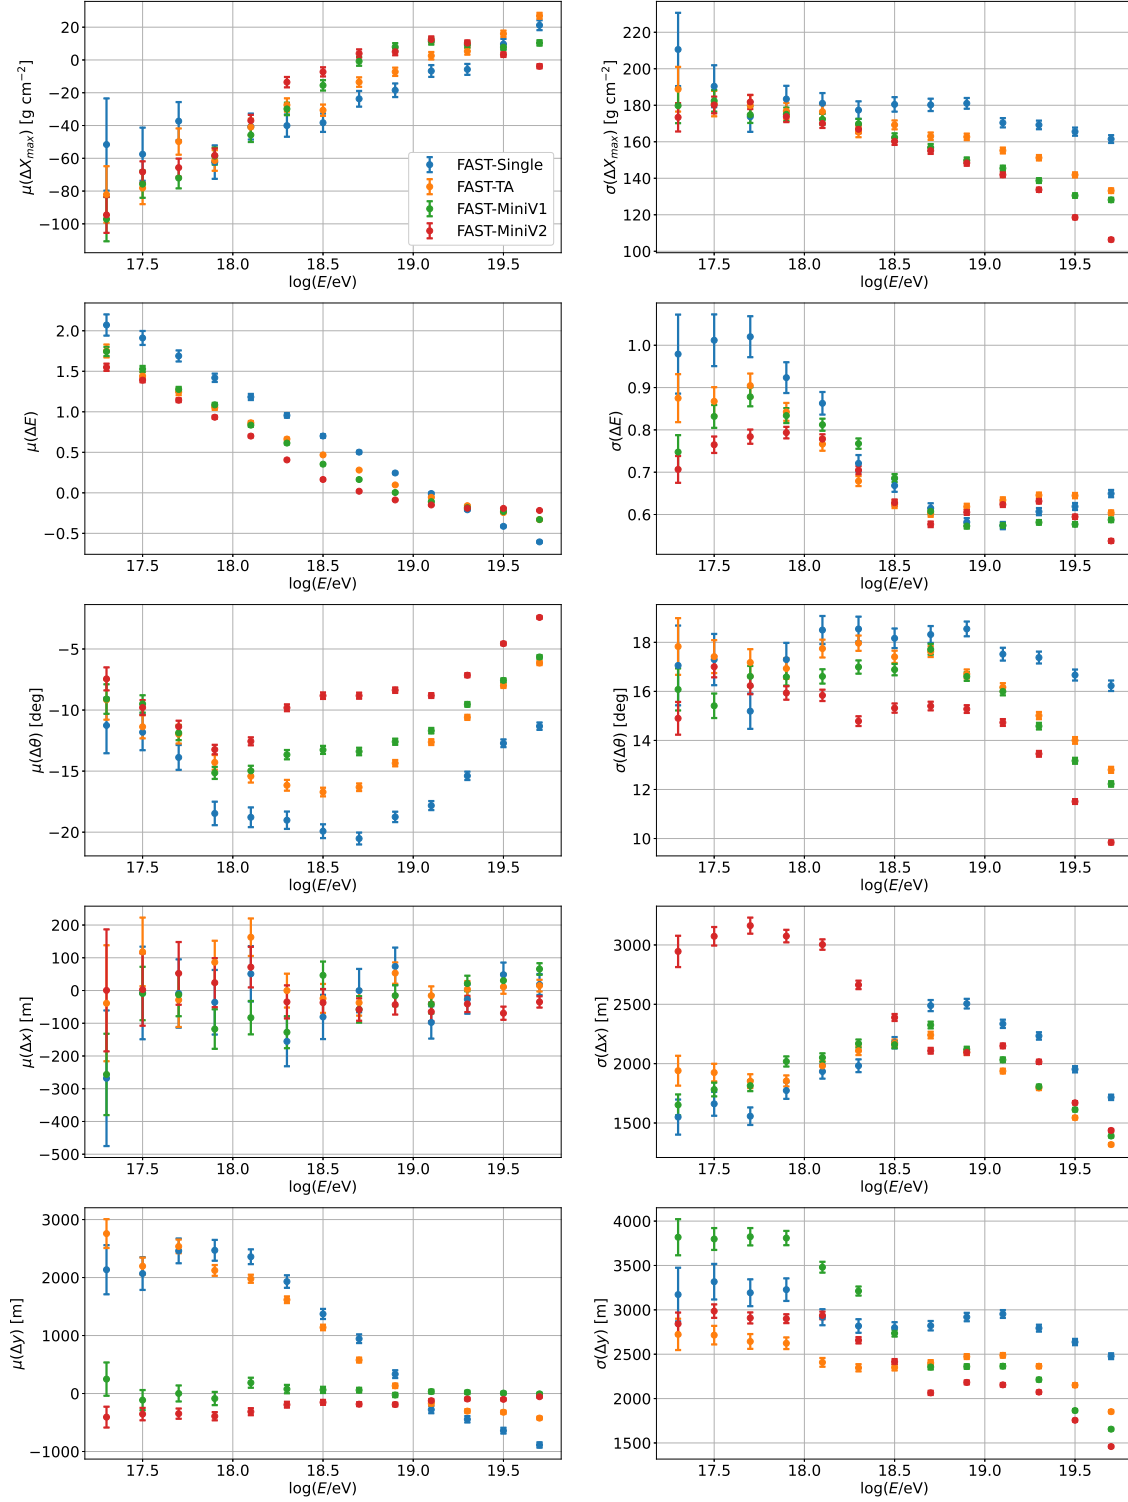 20
0
−20
−40
−60
−80
−100
μ(ΔX_max) [g cm⁻²]
FAST-Single
FAST-TA
FAST-MiniV1
FAST-MiniV2
17.5 18.0 18.5 19.0 19.5
log(E/eV)
220
200
180
160
140
120
100
σ(ΔX_max) [g cm⁻²]
17.5 18.0 18.5 19.0 19.5
log(E/eV)
2.0
1.5
1.0
0.5
0.0
−0.5
μ(ΔE)
17.5 18.0 18.5 19.0 19.5
log(E/eV)
1.0
0.9
0.8
0.7
0.6
σ(ΔE)
17.5 18.0 18.5 19.0 19.5
log(E/eV)
−5
−10
−15
−20
μ(Δθ) [deg]
17.5 18.0 18.5 19.0 19.5
log(E/eV)
18
16
14
12
10
σ(Δθ) [deg]
17.5 18.0 18.5 19.0 19.5
log(E/eV)
200
100
0
−100
−200
−300
−400
−500
μ(Δx) [m]
17.5 18.0 18.5 19.0 19.5
log(E/eV)
3000
2500
2000
1500
σ(Δx) [m]
17.5 18.0 18.5 19.0 19.5
log(E/eV)
3000
2000
1000
0
−1000
μ(Δy) [m]
17.5 18.0 18.5 19.0 19.5
log(E/eV)
4000
3500
3000
2500
2000
1500
σ(Δy) [m]
17.5 18.0 18.5 19.0 19.5
log(E/eV)